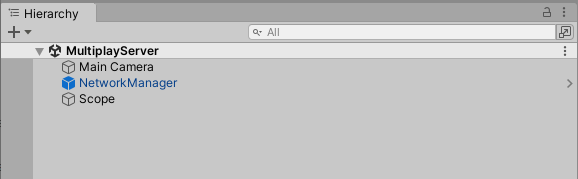 Hierarchy
All
MultiplayServer
Main Camera
NetworkManager
Scope